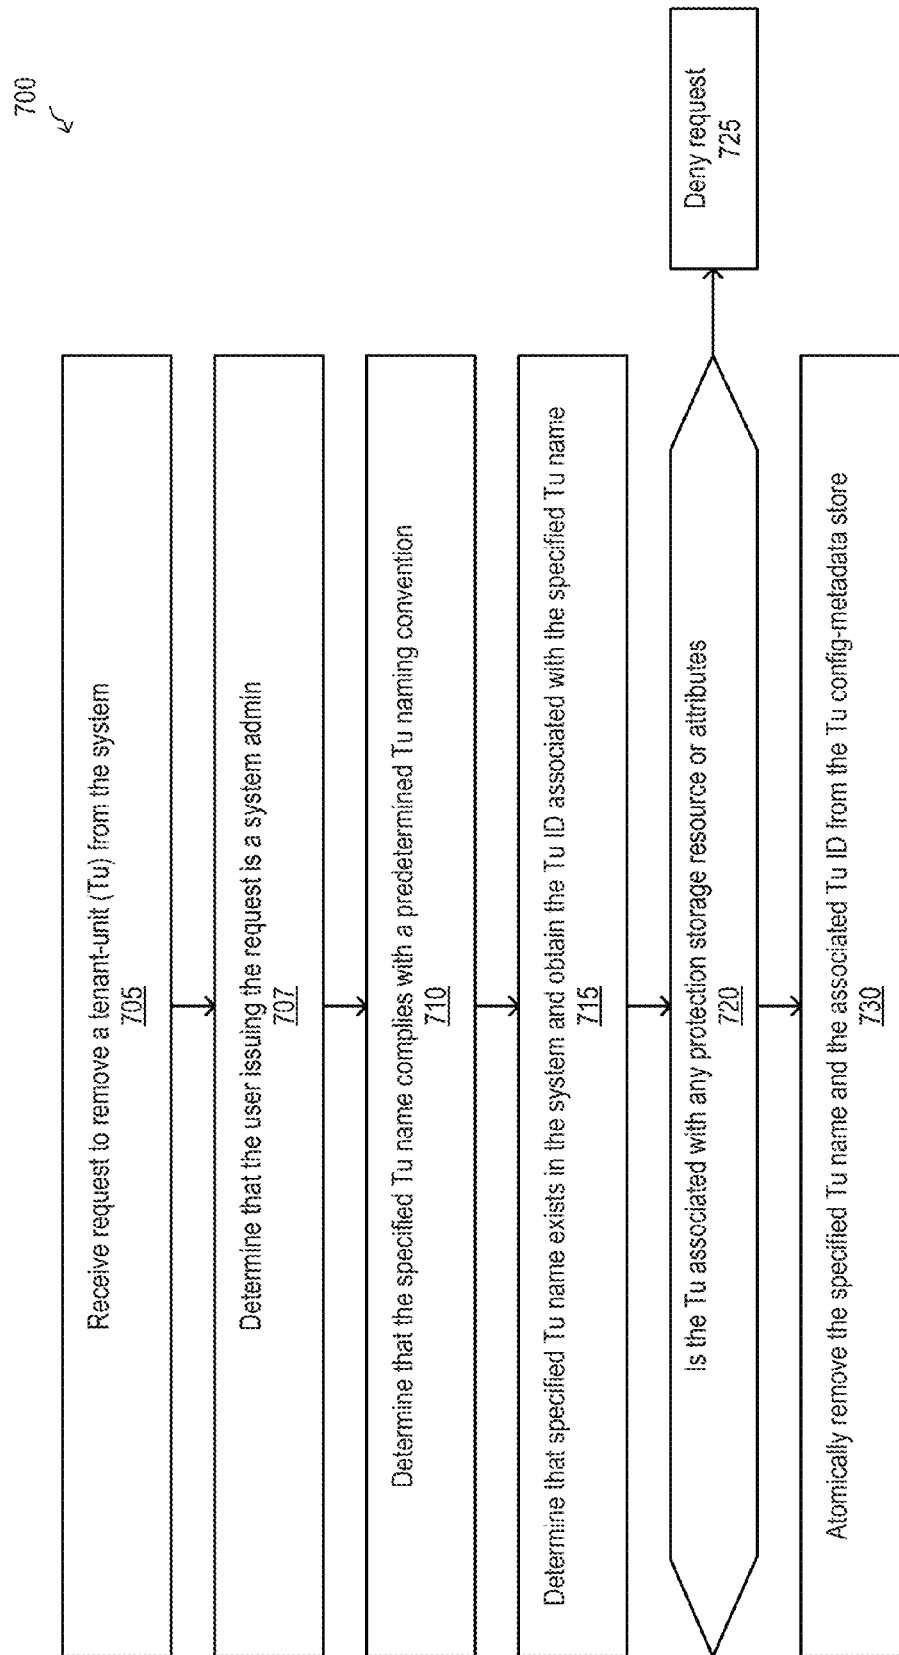 700
Receive request to remove a tenant-unit (Tu) from the system
705
Determine that the user issuing the request is a system admin
707
Determine that the specified Tu name complies with a predetermined Tu naming convention
710
Determine that specified Tu name exists in the system and obtain the Tu ID associated with the specified Tu name
715
Is the Tu associated with any protection storage resource or attributes
720
Deny request
725
Atomically remove the specified Tu name and the associated Tu ID from the Tu config-metadata store
730